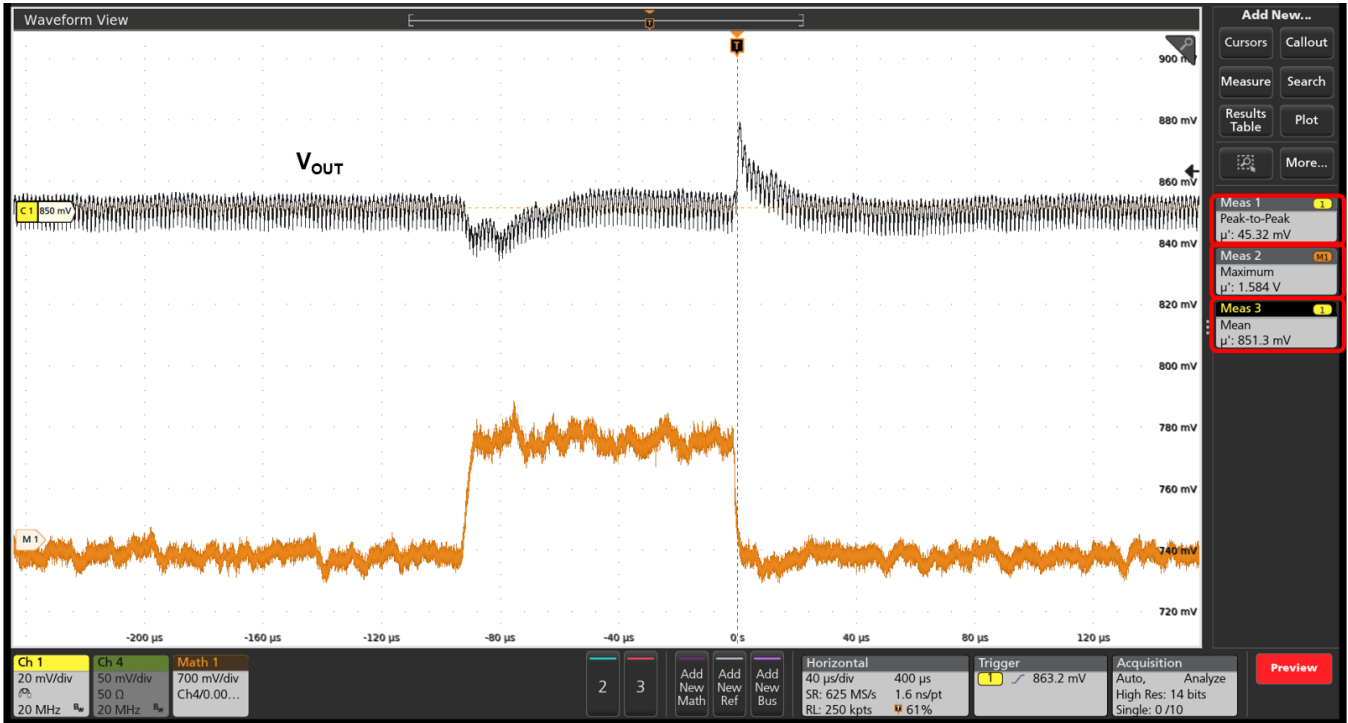 Waveform View
T
T
900 mV
880 mV
860 mV
840 mV
820 mV
800 mV
780 mV
760 mV
740 mV
720 mV
VOUT
C 1 850 mV
M 1
-200 µs
-160 µs
-120 µs
-80 µs
-40 µs
0 s
40 µs
80 µs
120 µs
Add New...
Cursors
Callout
Measure
Search
Results
Table
Plot
More...
Meas 1 1
Peak-to-Peak
µ': 45.32 mV
Meas 2 M1
Maximum
µ': 1.584 V
Meas 3 1
Mean
µ': 851.3 mV
Ch 1
20 mV/div
20 MHz Bw
Ch 4
50 mV/div
50 Ω
20 MHz Bw
Math 1
700 mV/div
Ch4/0.00...
2
3
Add
New
Math
Add
New
Ref
Add
New
Bus
Horizontal
40 µs/div 400 µs
SR: 625 MS/s 1.6 ns/pt
RL: 250 kpts 61%
Trigger
1 863.2 mV
Acquisition
Auto, Analyze
High Res: 14 bits
Single: 0 /10
Preview